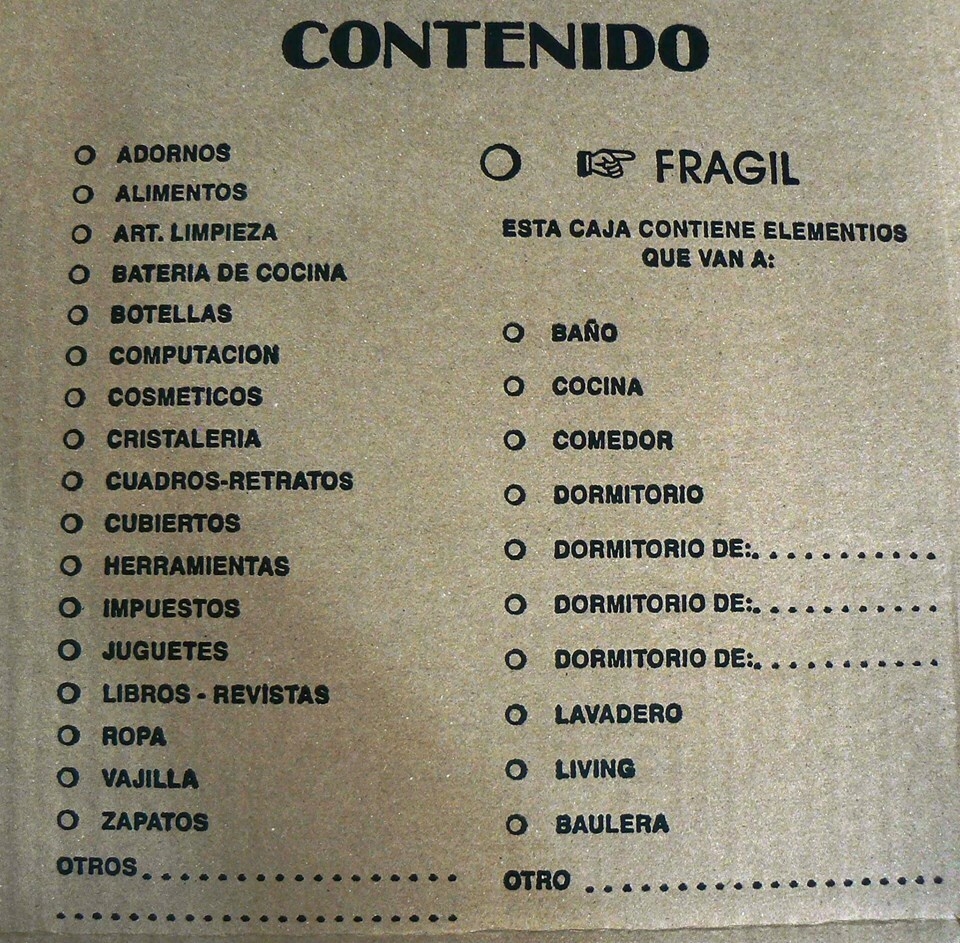 CONTENIDO
ADORNOS
ALIMENTOS
ART. LIMPIEZA
BATERIA DE COCINA
BOTELLAS
COMPUTACION
COSMETICOS
CRISTALERIA
CUADROS-RETRATOS
CUBIERTOS
HERRAMIENTAS
IMPUESTOS
JUGUETES
LIBROS - REVISTAS
ROPA
VAJILLA
ZAPATOS
OTROS
FRAGIL
ESTA CAJA CONTIENE ELEMENTIOS
QUE VAN A:
BAÑO
COCINA
COMEDOR
DORMITORIO
DORMITORIO DE:
DORMITORIO DE:
DORMITORIO DE:
LAVADERO
LIVING
BAULERA
OTRO